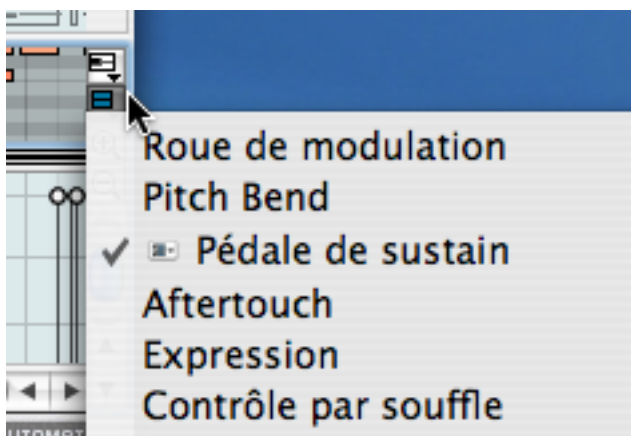 Roue de modulation
Pitch Bend
Pédale de sustain
Aftertouch
Expression
Contrôle par souffle